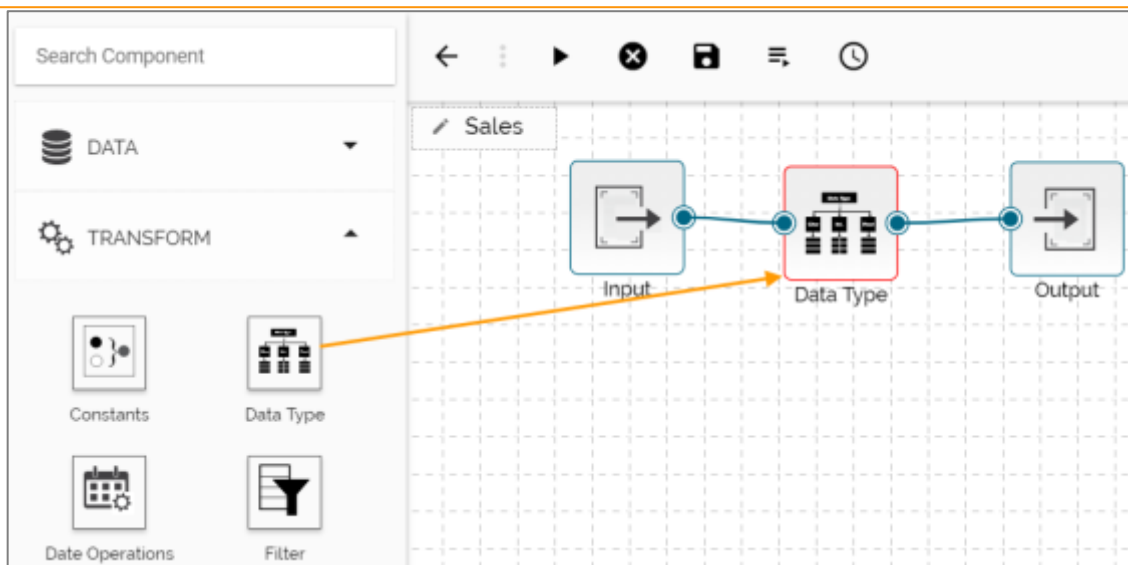 Search Component
DATA
Sales
TRANSFORM
Input
Data Type
Output
Constants
Data Type
Date Operations
Filter